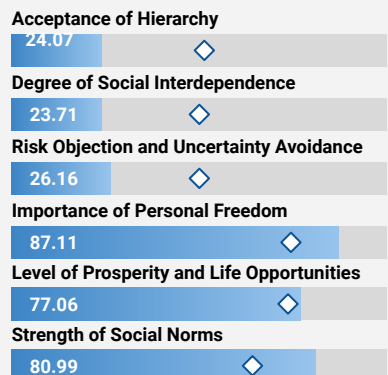 Acceptance of Hierarchy
24.07
Degree of Social Interdependence
23.71
Risk Objection and Uncertainty Avoidance
26.16
Importance of Personal Freedom
87.11
Level of Prosperity and Life Opportunities
77.06
Strength of Social Norms
80.99